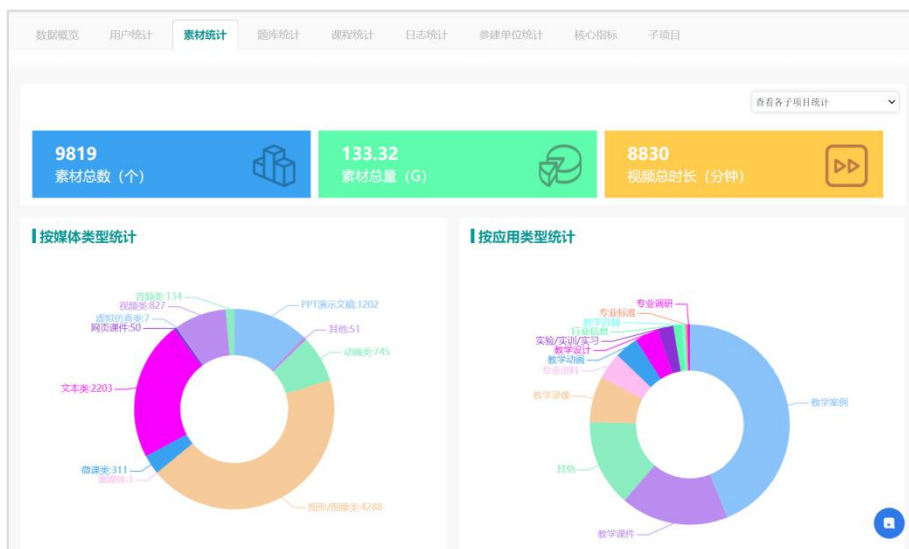 数据概览 用户统计 素材统计 题库统计 课程统计 日志统计 参建单位统计 核心指标 子项目
查看各子项目统计
9819
素材总数（个）
133.32
素材总量（G）
8830
视频总时长（分钟）
按媒体类型统计
音频类:134
视频类:827
虚拟仿真类:7
网页课件:50
文本类:2203
微课类:311
富媒体:1
PPT演示文稿:1202
其他:51
动画类:745
图形/图像类:4288
按应用类型统计
专业调研
专业标准
行业信息
实验/实训/实习
教学设计
教学动画
专业资料
教学录像
其他
教学课件
教学案例